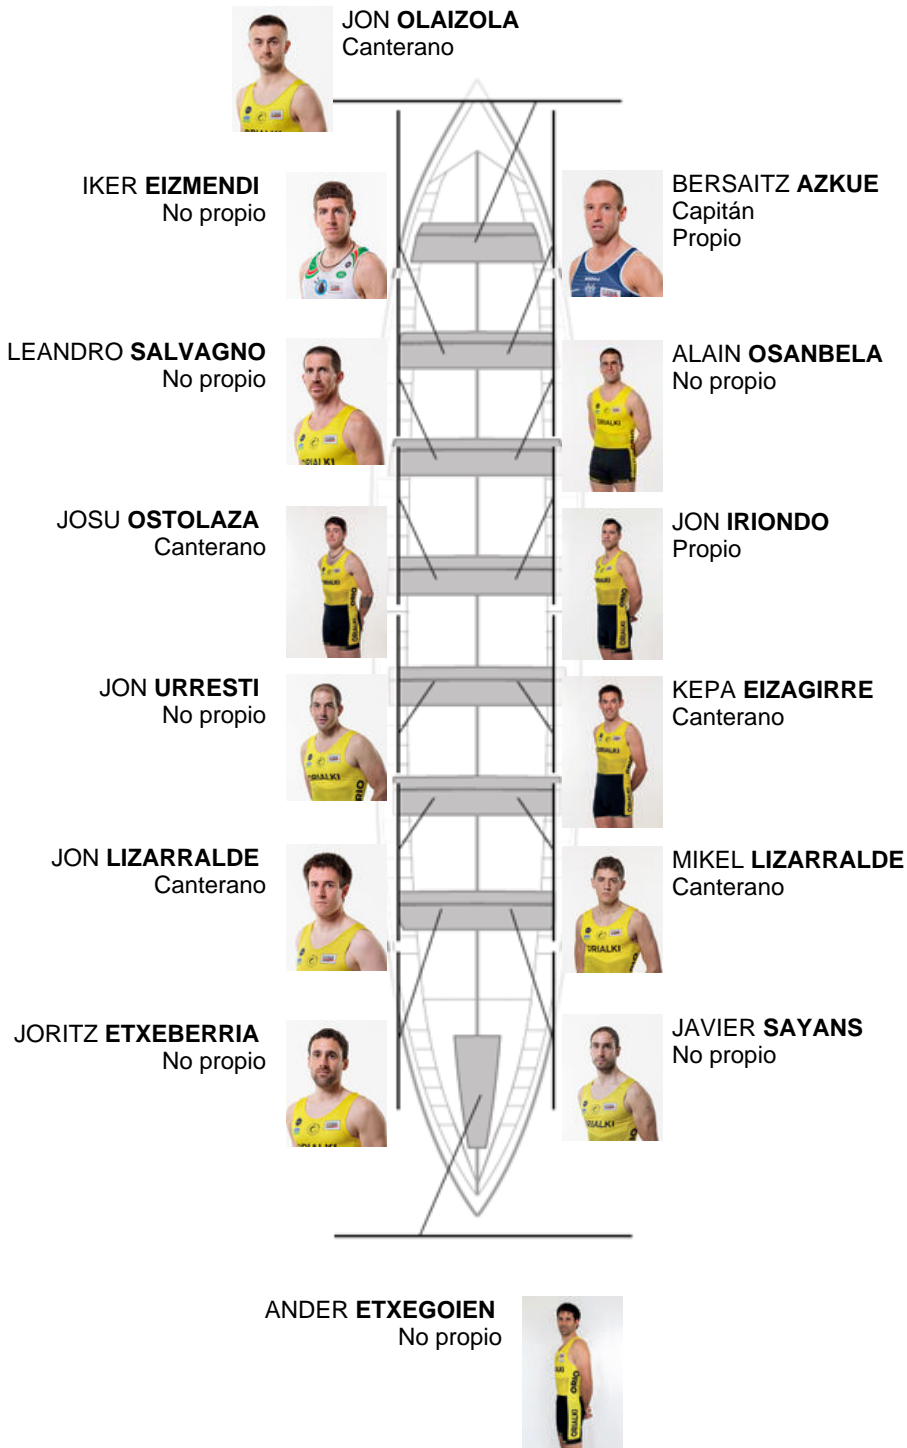 JON OLAIZOLA
Canterano
IKER EIZMENDI
No propio
BERSAITZ AZKUE
Capitán
Propio
LEANDRO SALVAGNO
No propio
ALAIN OSANBELA
No propio
JOSU OSTOLAZA
Canterano
JON IRIONDO
Propio
JON URRESTI
No propio
KEPA EIZAGIRRE
Canterano
JON LIZARRALDE
Canterano
MIKEL LIZARRALDE
Canterano
JORITZ ETXEBERRIA
No propio
JAVIER SAYANS
No propio
ANDER ETXEGOIEN
No propio